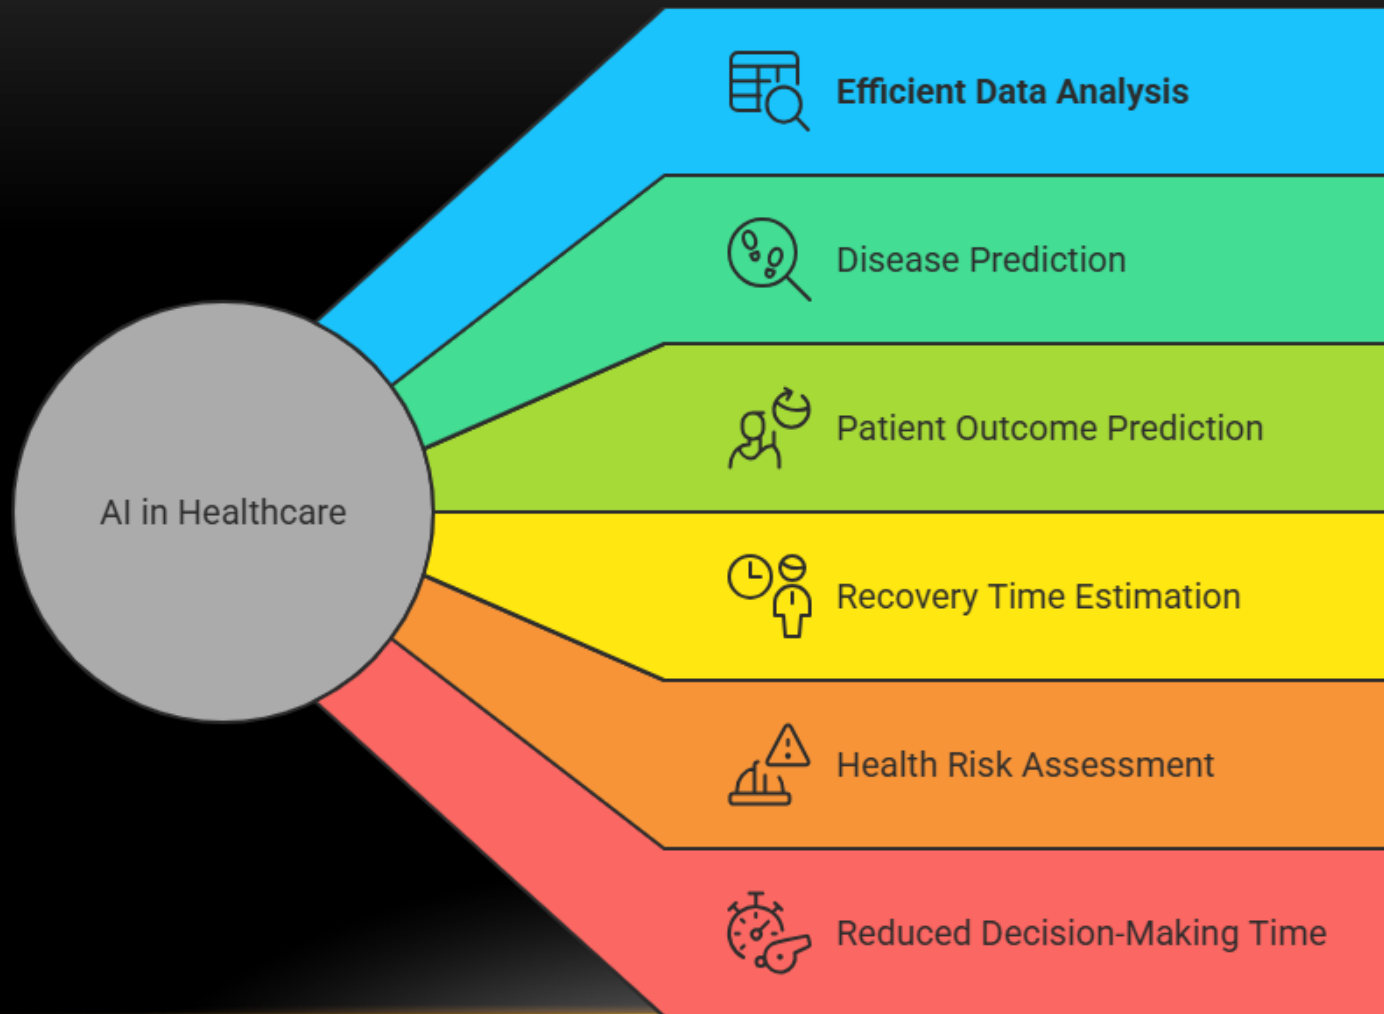 AI in Healthcare
Efficient Data Analysis
Disease Prediction
Patient Outcome Prediction
Recovery Time Estimation
Health Risk Assessment
Reduced Decision-Making Time